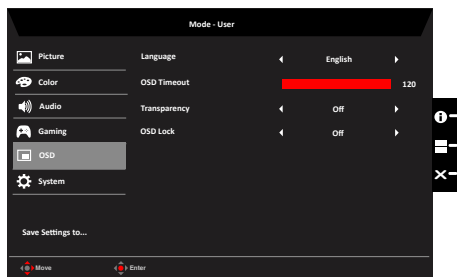 Mode - User
Picture
Color
Audio
Gaming
OSD
System
Save Settings to...
Language English
OSD Timeout 120
Transparency Off
OSD Lock Off
Move Enter